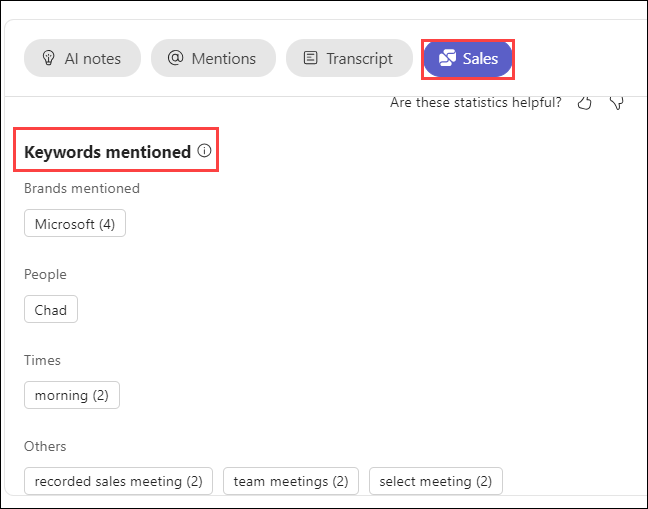 AI notes Mentions Transcript Sales
Are these statistics helpful?
Keywords mentioned
Brands mentioned
Microsoft (4)
People
Chad
Times
morning (2)
Others
recorded sales meeting (2) team meetings (2) select meeting (2)